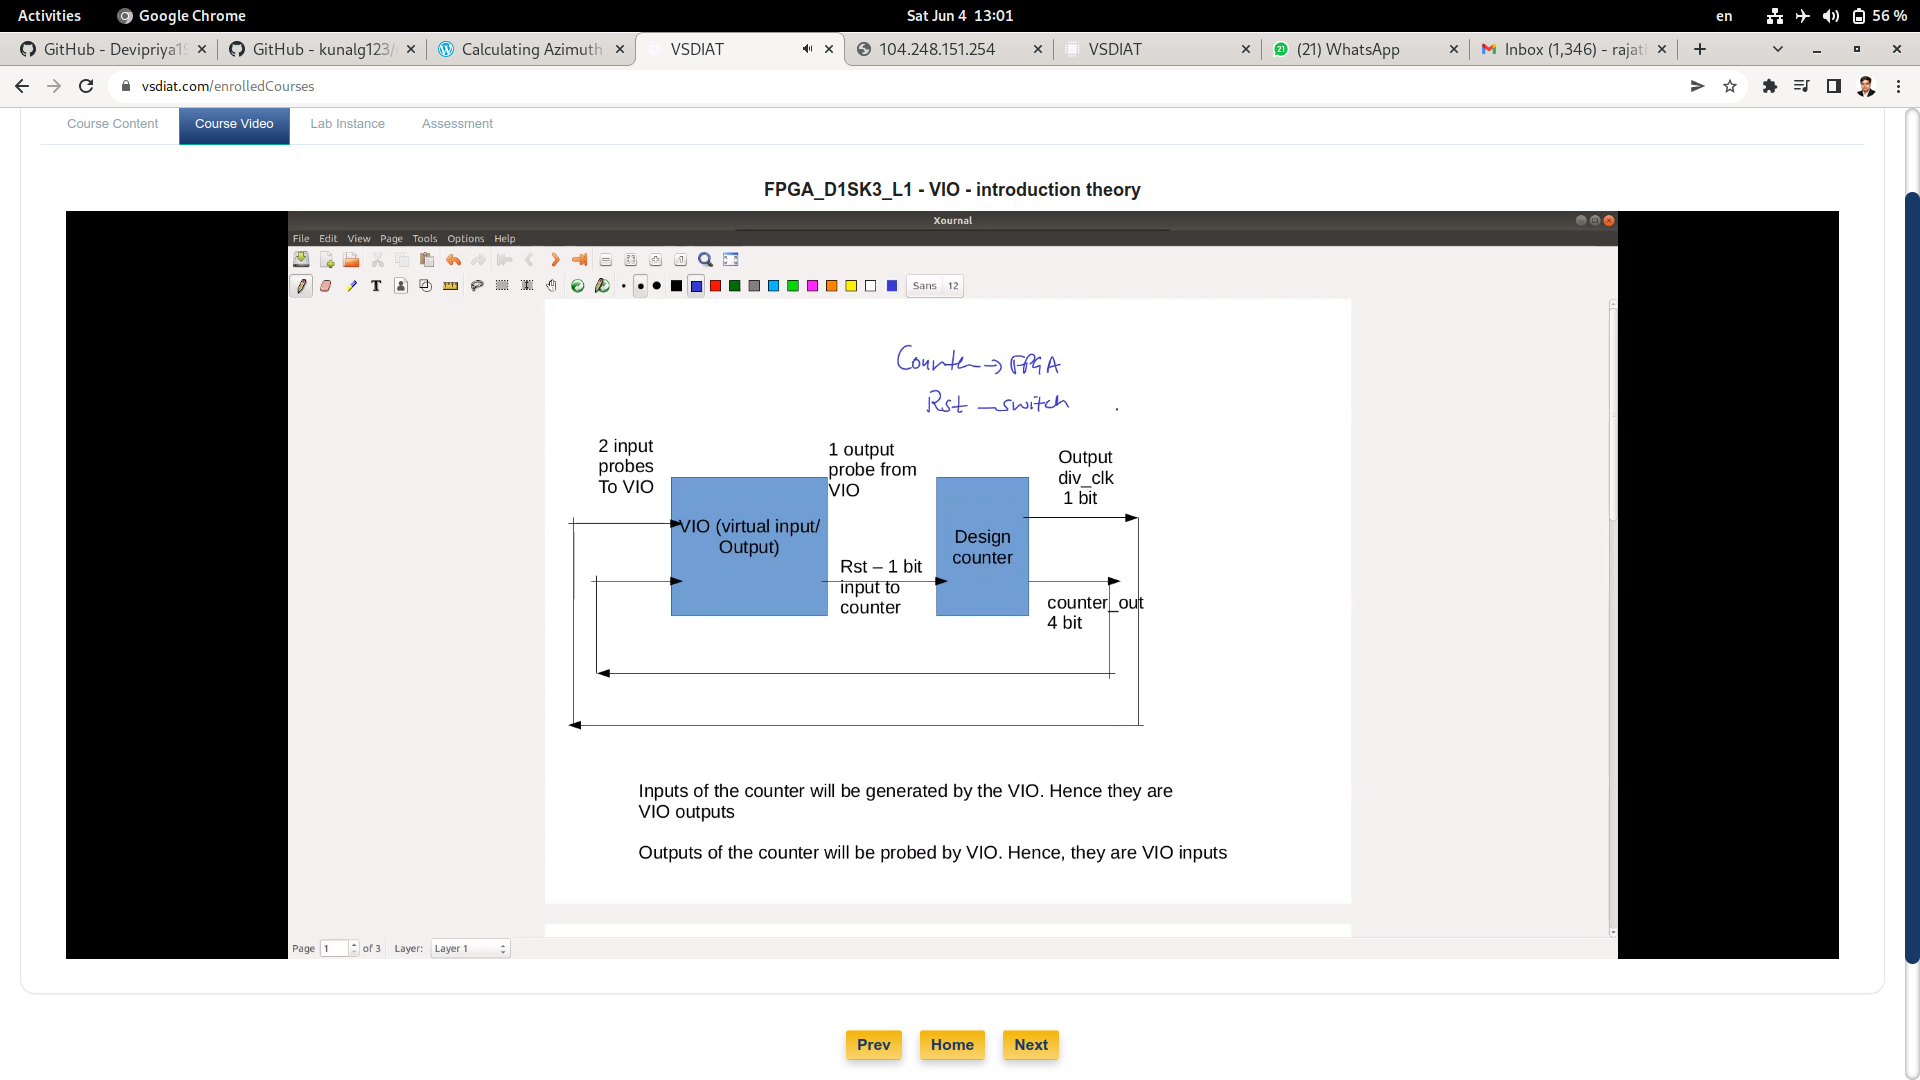 Activities
Google Chrome
Sat Jun 4 13:01
en
56 %
GitHub - Devipriya19
GitHub - kunalg123/
Calculating Azimuth
VSDIAT
104.248.151.254
VSDIAT
(21) WhatsApp
Inbox (1,346) - rajat
vsdiat.com/enrolledCourses
Course Content
Course Video
Lab Instance
Assessment
FPGA_D1SK3_L1 - VIO - introduction theory
Xournal
File Edit View Page Tools Options Help
Sans 12
Counter → FPGA
Rst — switch
2 input
probes
To VIO
1 output
probe from
VIO
Output
div_clk
1 bit
VIO (virtual input/
Output)
Design
counter
Rst – 1 bit
input to
counter
counter_out
4 bit
Inputs of the counter will be generated by the VIO. Hence they are
VIO outputs
Outputs of the counter will be probed by VIO. Hence, they are VIO inputs
Page 1 of 3 Layer: Layer 1
Prev
Home
Next